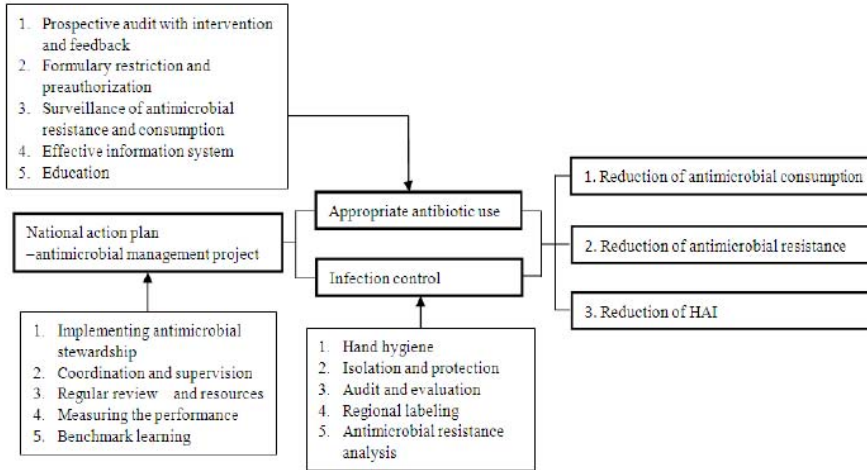 1. Prospective audit with intervention
and feedback
2. Formulary restriction and
preauthorization
3. Surveillance of antimicrobial
resistance and consumption
4. Effective information system
5. Education
National action plan
–antimicrobial management project
Appropriate antibiotic use
Infection control
1. Reduction of antimicrobial consumption
2. Reduction of antimicrobial resistance
3. Reduction of HAI
1. Implementing antimicrobial
stewardship
2. Coordination and supervision
3. Regular review and resources
4. Measuring the performance
5. Benchmark learning
1. Hand hygiene
2. Isolation and protection
3. Audit and evaluation
4. Regional labeling
5. Antimicrobial resistance
analysis